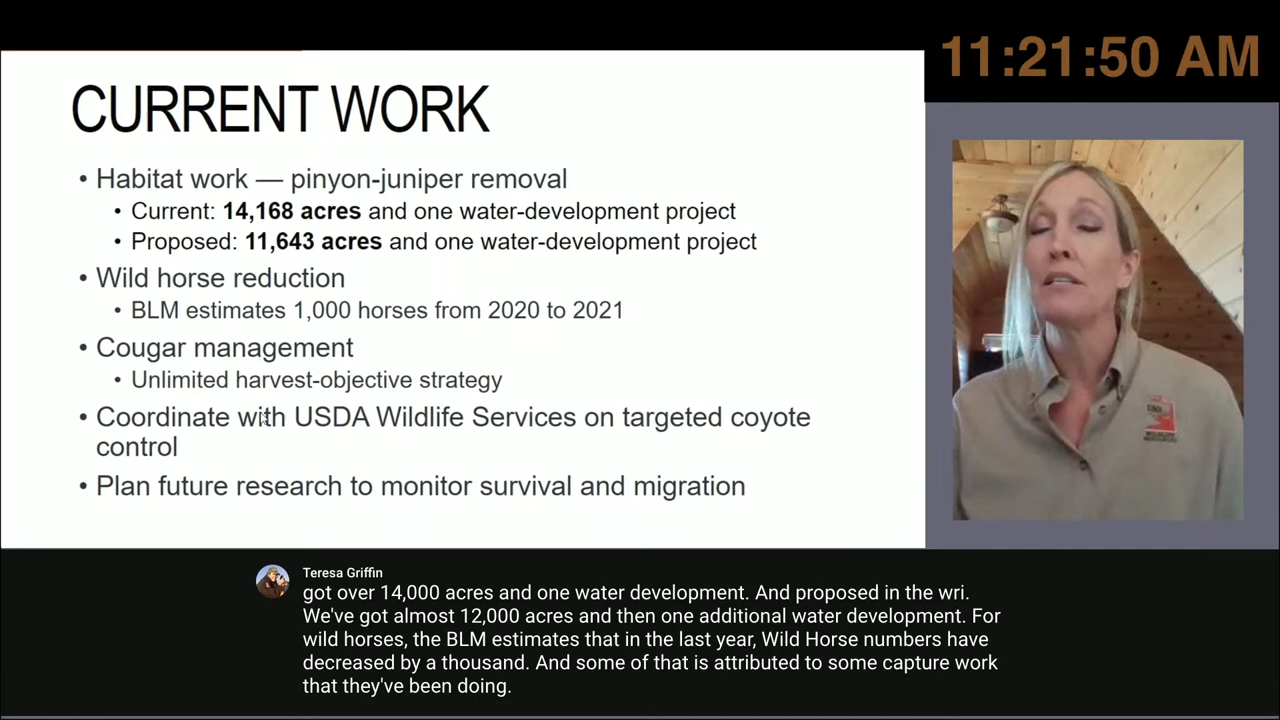 11:21:50 AM
CURRENT WORK
• Habitat work — pinyon-juniper removal
• Current: 14,168 acres and one water-development project
• Proposed: 11,643 acres and one water-development project
• Wild horse reduction
• BLM estimates 1,000 horses from 2020 to 2021
• Cougar management
• Unlimited harvest-objective strategy
• Coordinate with USDA Wildlife Services on targeted coyote
control
• Plan future research to monitor survival and migration
Teresa Griffin
got over 14,000 acres and one water development. And proposed in the wri.
We've got almost 12,000 acres and then one additional water development. For
wild horses, the BLM estimates that in the last year, Wild Horse numbers have
decreased by a thousand. And some of that is attributed to some capture work
that they've been doing.